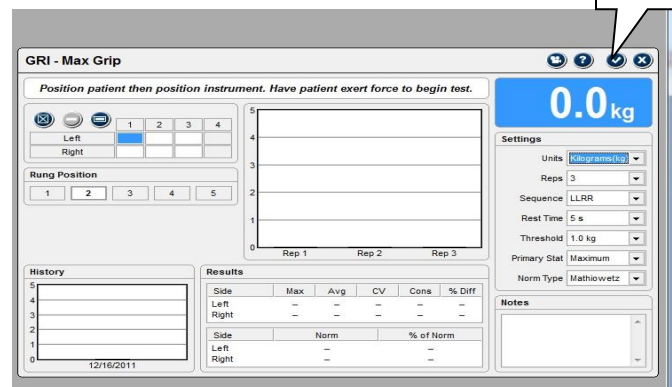 GRI - Max Grip
?
Position patient then position instrument. Have patient exert force to begin test.
0.0 kg
1 2 3 4
Left
Right
Rung Position
1 2 3 4 5
5
4
3
2
1
0
Rep 1 Rep 2 Rep 3
Settings
Units Kilograms(kg)
Reps 3
Sequence LLRR
Rest Time 5 s
Threshold 1.0 kg
Primary Stat Maximum
Norm Type Mathiowetz
History
5
4
3
2
1
0
12/16/2011
Results
Side Max Avg CV Cons % Diff
Left – – – – –
Right – – – – –
Side Norm % of Norm
Left – –
Right – –
Notes